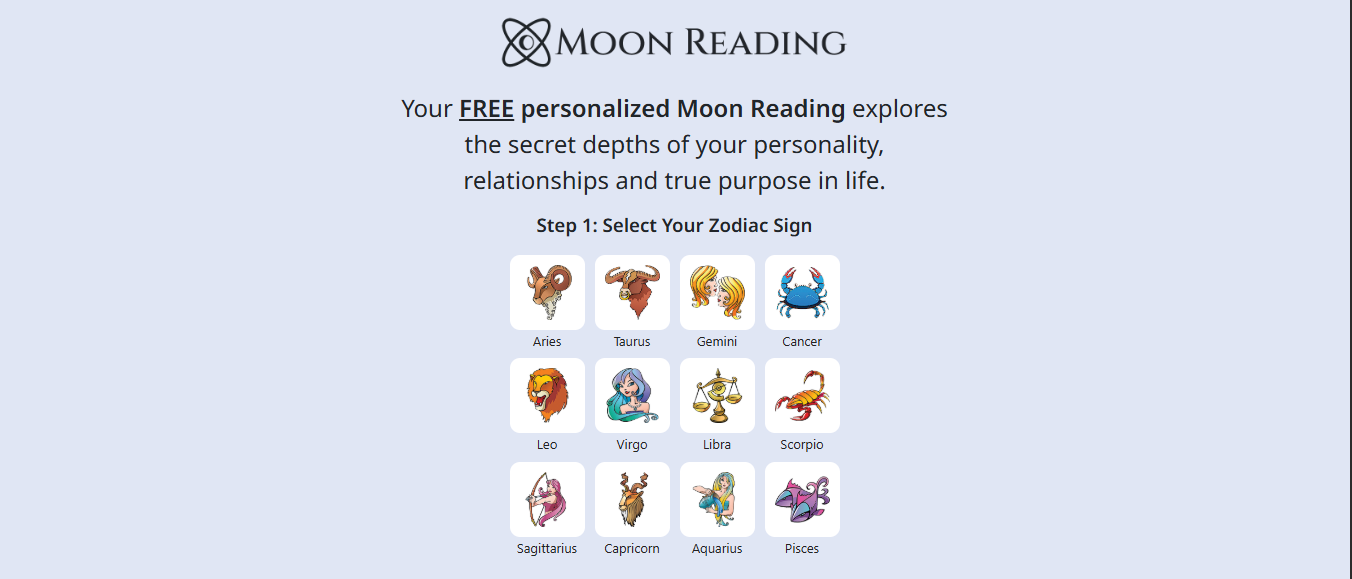 MOON READING
Your FREE personalized Moon Reading explores
the secret depths of your personality,
relationships and true purpose in life.
Step 1: Select Your Zodiac Sign
Aries Taurus Gemini Cancer
Leo Virgo Libra Scorpio
Sagittarius Capricorn Aquarius Pisces